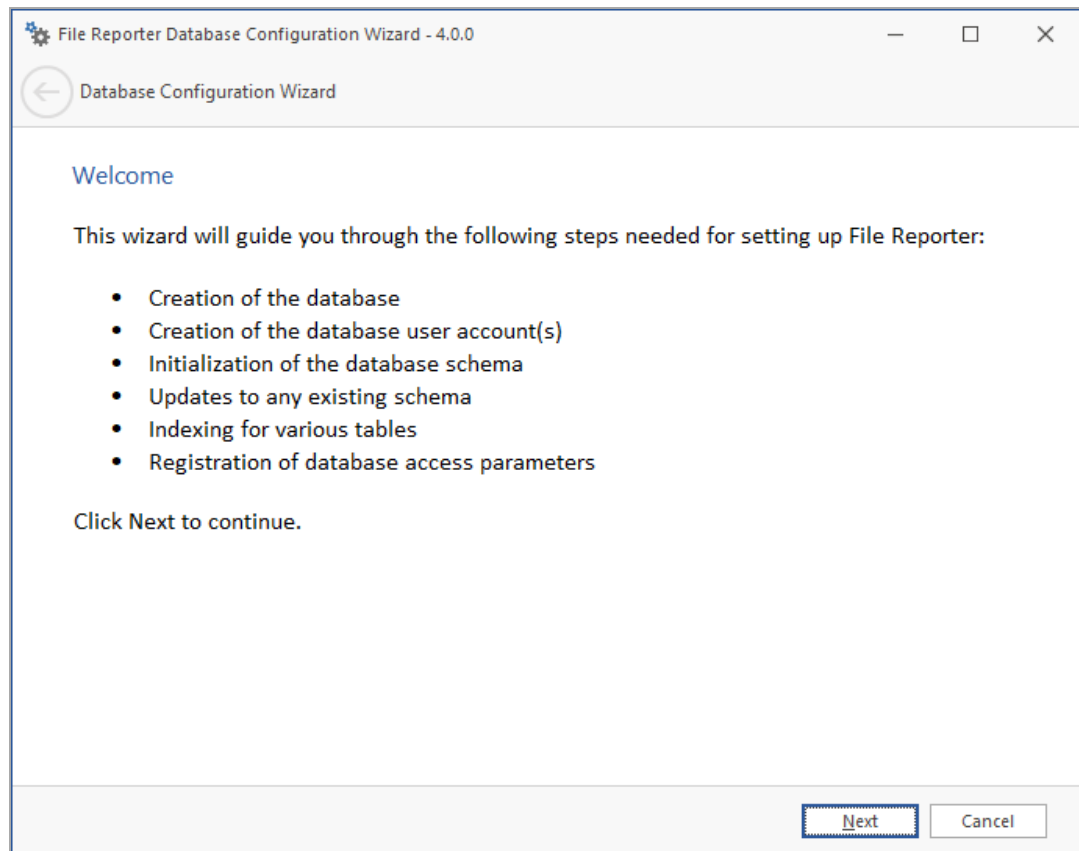 File Reporter Database Configuration Wizard - 4.0.0
Database Configuration Wizard
Welcome
This wizard will guide you through the following steps needed for setting up File Reporter:
• Creation of the database
• Creation of the database user account(s)
• Initialization of the database schema
• Updates to any existing schema
• Indexing for various tables
• Registration of database access parameters
Click Next to continue.
Next Cancel